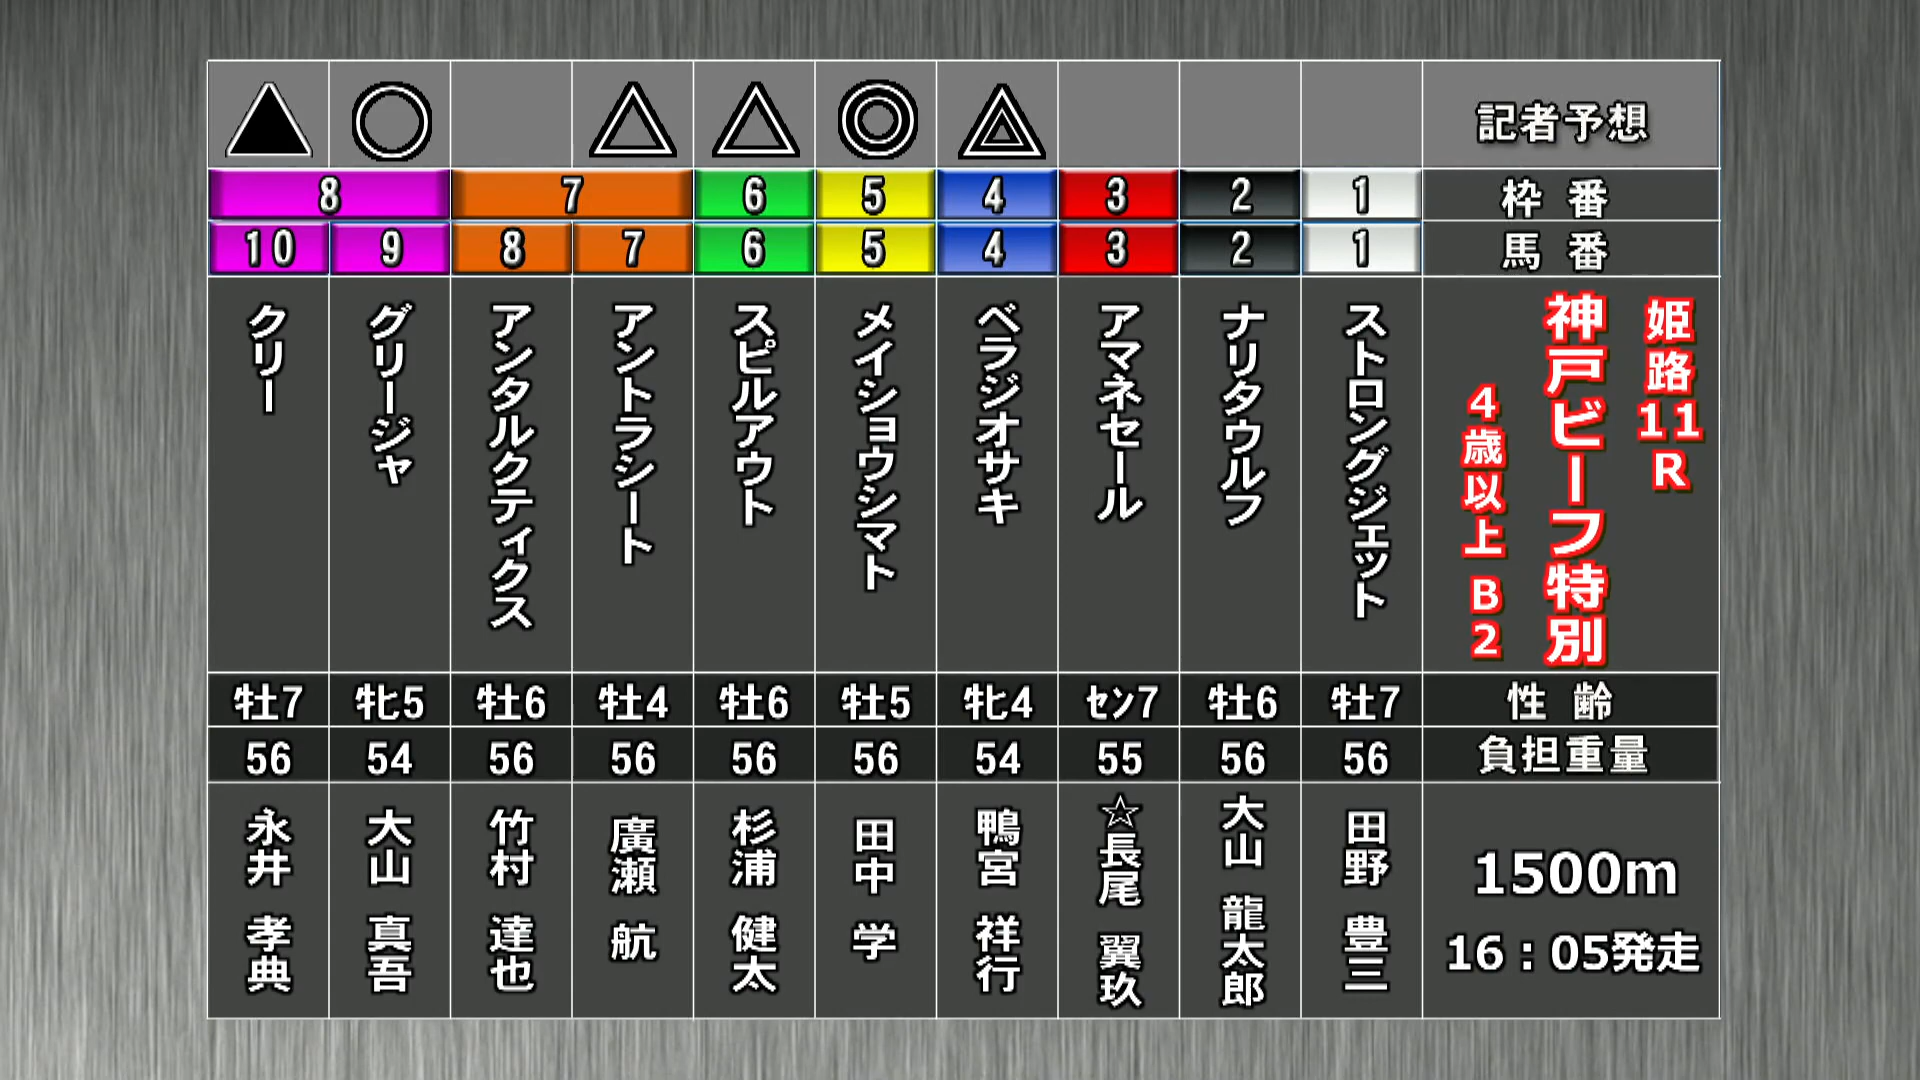 記者予想
▲ ○ △ △ ◎
枠番
8 7 6 5 4 3 2 1
馬番
10 9 8 7 6 5 4 3 2 1
姫路11R
神戸ビーフ特別
4歳以上 B2
ストロングジェット
ナリタウルフ
アマネセール
ベラジオサキ
メイショウシマト
スピルアウト
アントラシート
アンタルクティクス
グリージャ
クリー
性齢
牡7 牝5 牡6 牡4 牡6 牡5 牝4 セン7 牡6 牡7
負担重量
56 54 56 56 56 56 54 55 56 56
1500m
16:05発走
田野 豊三
大山 龍太郎
☆長尾 翼玖
鴨宮 祥行
田中 学
杉浦 健太
廣瀬 航
竹村 達也
大山 真吾
永井 孝典